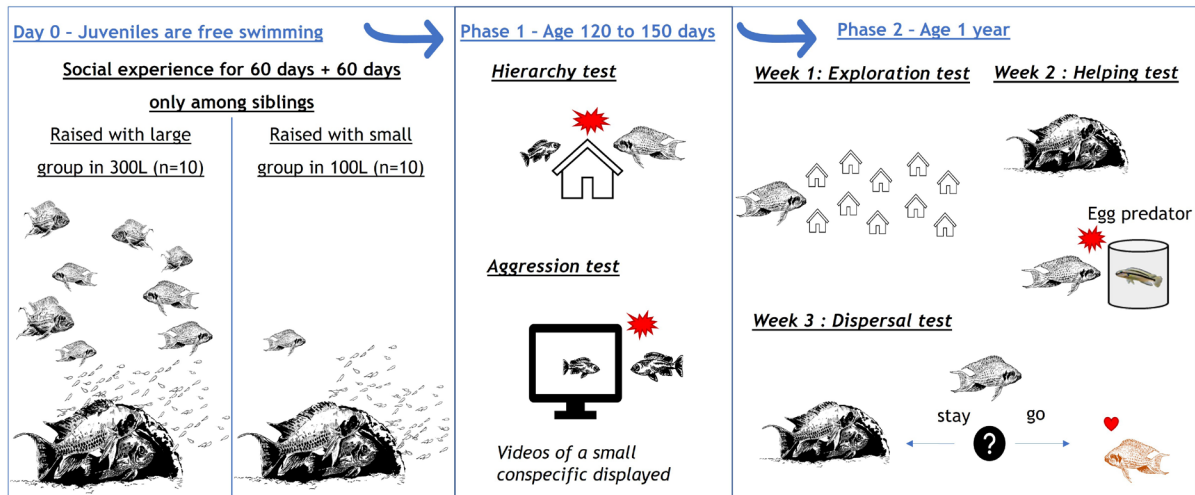 Day 0 – Juveniles are free swimming
Social experience for 60 days + 60 days
only among siblings
Raised with large
group in 300L (n=10)
Raised with small
group in 100L (n=10)
Phase 1 – Age 120 to 150 days
Hierarchy test
Aggression test
Videos of a small
conspecific displayed
Phase 2 – Age 1 year
Week 1: Exploration test
Week 2 : Helping test
Egg predator
Week 3 : Dispersal test
stay
go
?